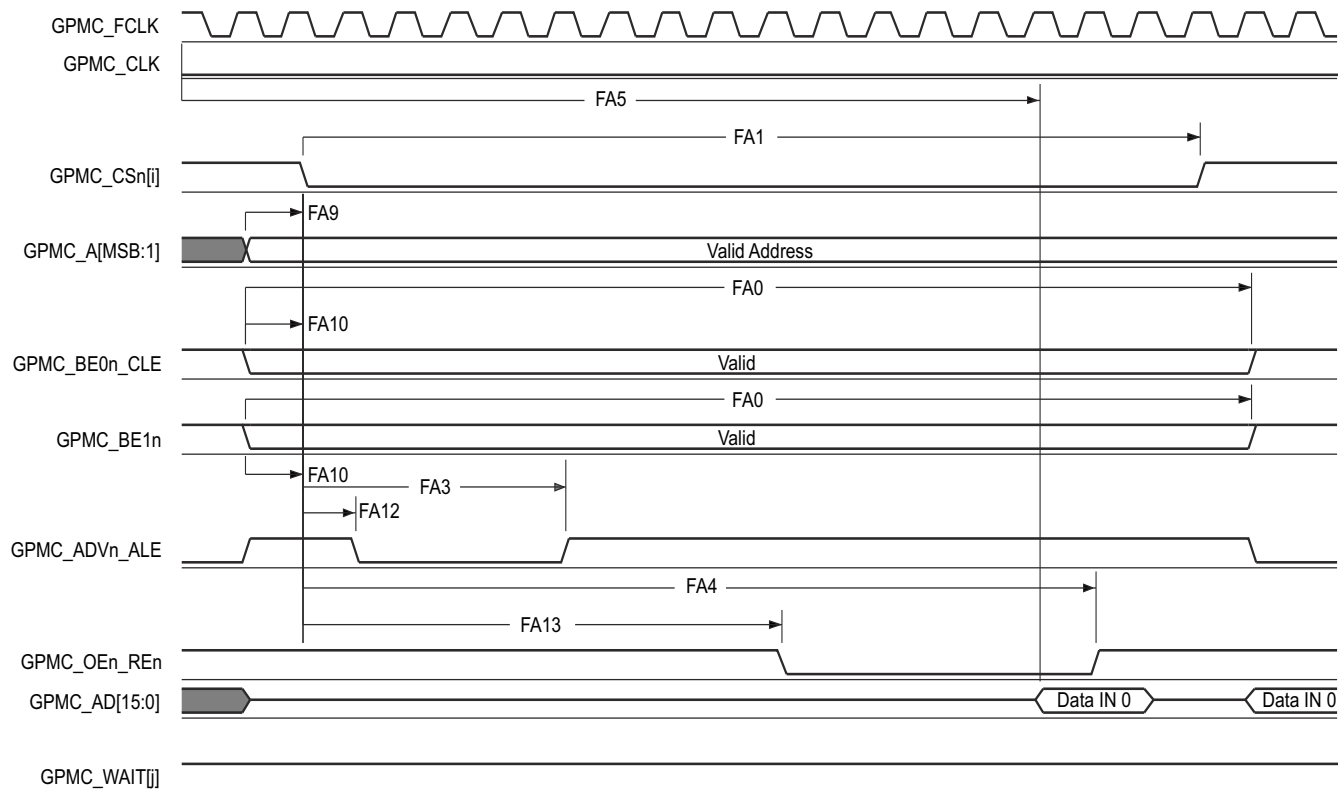 GPMC_FCLK
GPMC_CLK
FA5
FA1
GPMC_CSn[i]
FA9
GPMC_A[MSB:1] Valid Address
FA0
FA10
GPMC_BE0n_CLE Valid
FA0
GPMC_BE1n Valid
FA10
FA3
FA12
GPMC_ADVn_ALE
FA4
FA13
GPMC_OEn_REn
GPMC_AD[15:0] Data IN 0 Data IN 0
GPMC_WAIT[j]